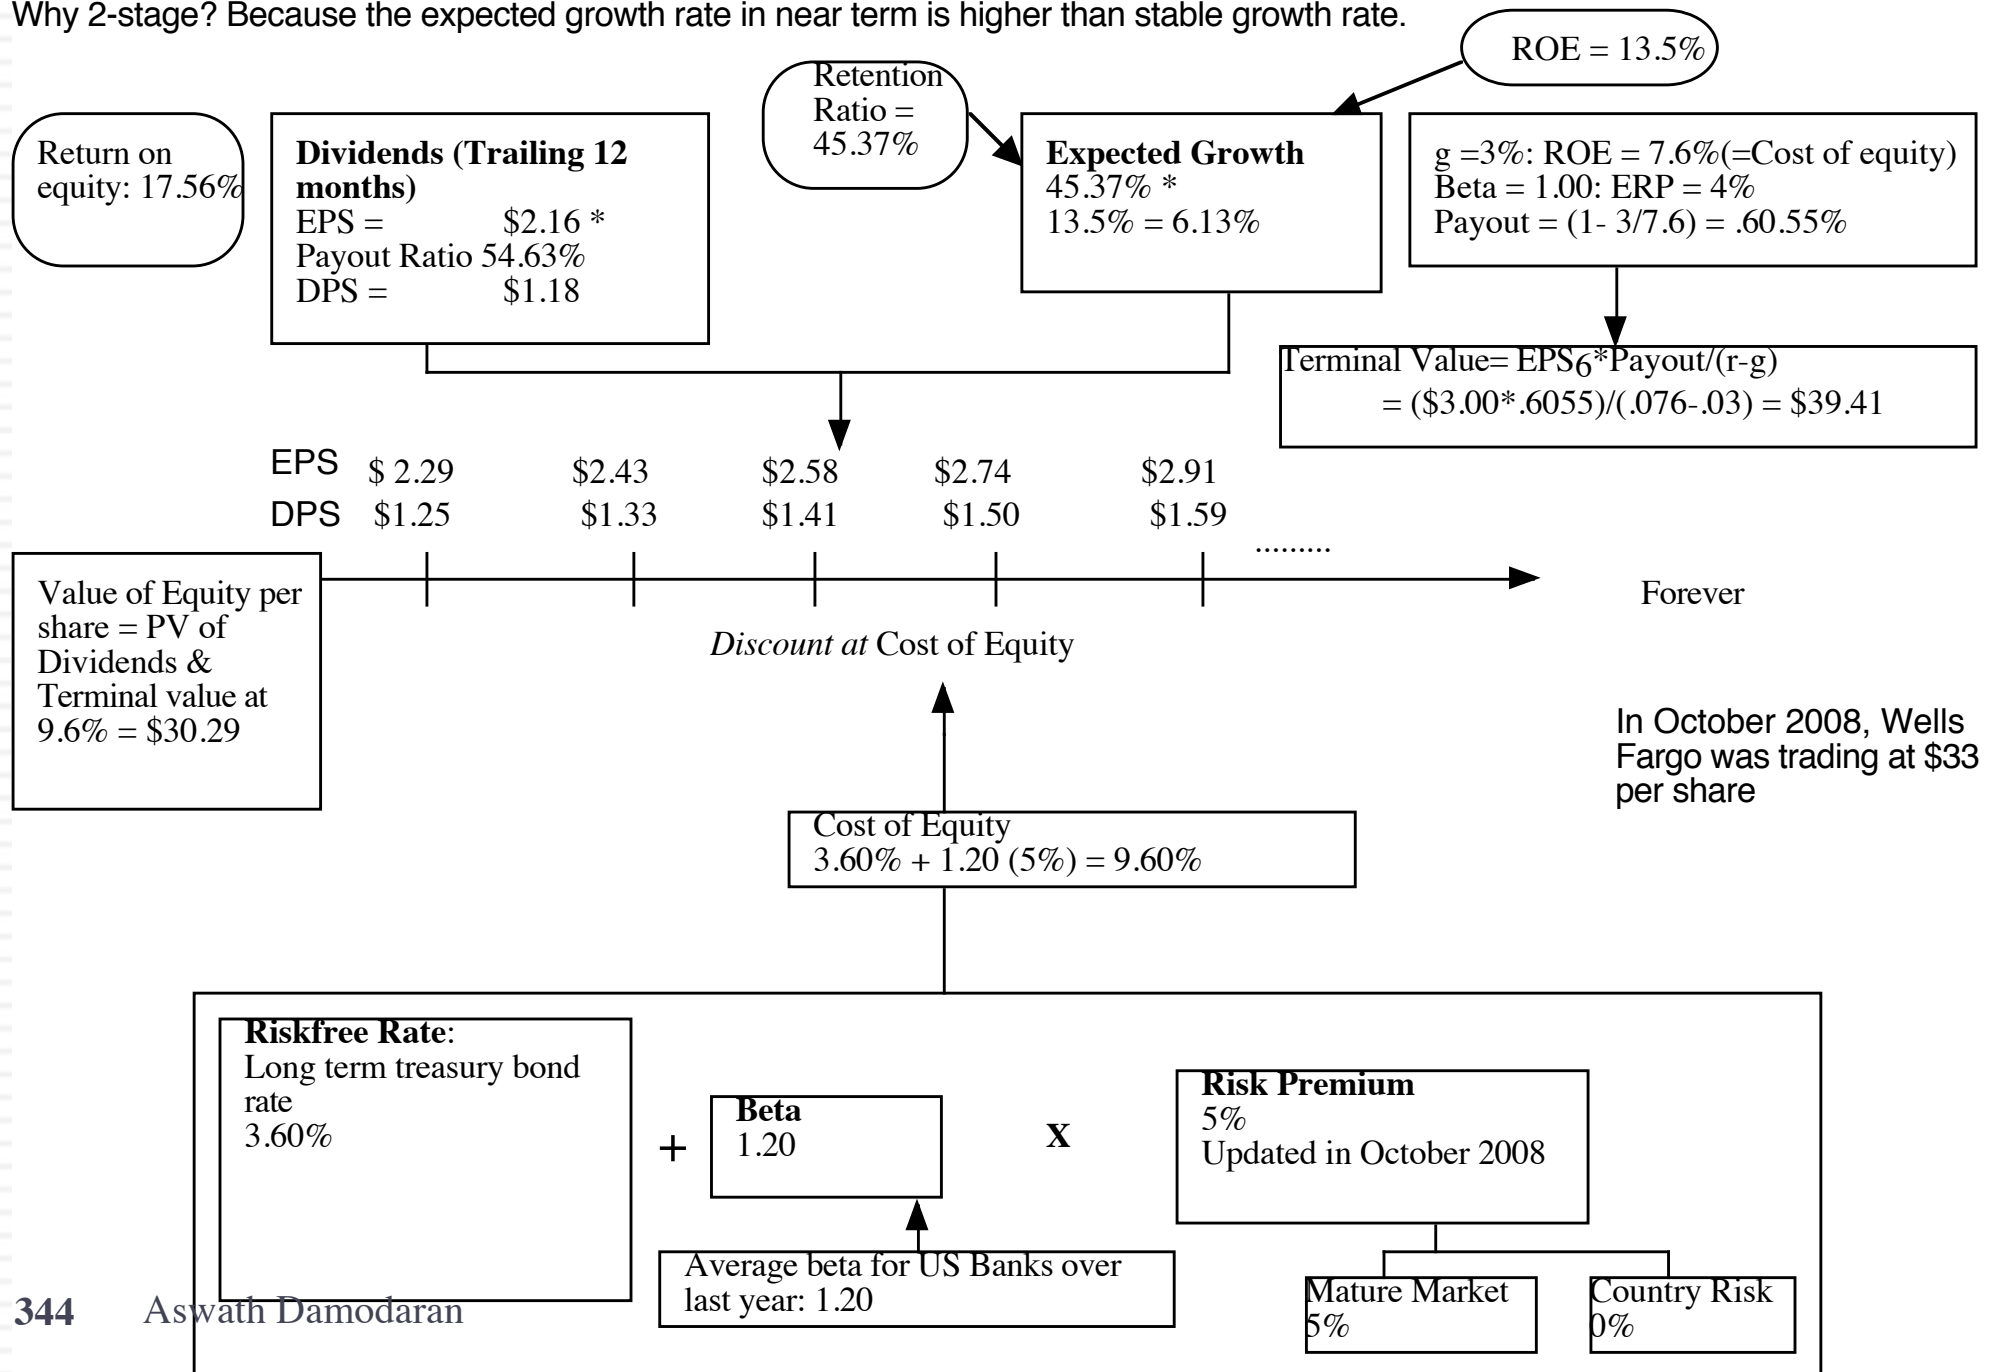 Why 2-stage? Because the expected growth rate in near term is higher than stable growth rate.
ROE = 13.5%
Retention
Ratio =
45.37%
Return on
equity: 17.56%
Dividends (Trailing 12
months)
EPS = $2.16 *
Payout Ratio 54.63%
DPS = $1.18
Expected Growth
45.37% *
13.5% = 6.13%
g =3%: ROE = 7.6%(=Cost of equity)
Beta = 1.00: ERP = 4%
Payout = (1- 3/7.6) = .60.55%
Terminal Value= EPS6*Payout/(r-g)
= ($3.00*.6055)/(.076-.03) = $39.41
EPS $ 2.29 $2.43 $2.58 $2.74 $2.91
DPS $1.25 $1.33 $1.41 $1.50 $1.59
.........
Forever
Value of Equity per
share = PV of
Dividends &
Terminal value at
9.6% = $30.29
Discount at Cost of Equity
In October 2008, Wells
Fargo was trading at $33
per share
Cost of Equity
3.60% + 1.20 (5%) = 9.60%
Riskfree Rate:
Long term treasury bond
rate
3.60%
+
Beta
1.20
X
Risk Premium
5%
Updated in October 2008
Average beta for US Banks over
last year: 1.20
Mature Market
5%
Country Risk
0%
344 Aswath Damodaran